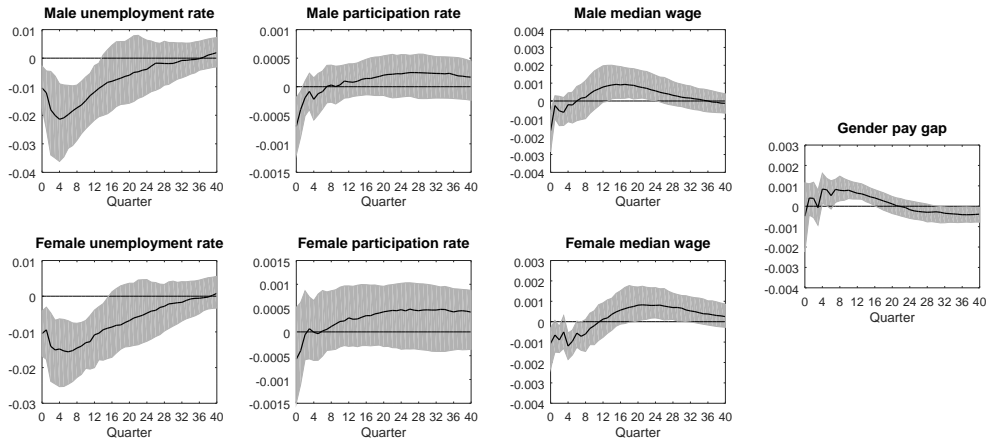 Male unemployment rate
0.01
0
-0.01
-0.02
-0.03
-0.04
0 4 8 12 16 20 24 28 32 36 40
Quarter
Male participation rate
0.001
0.0005
0
-0.0005
-0.001
-0.0015
0 4 8 12 16 20 24 28 32 36 40
Quarter
Male median wage
0.004
0.003
0.002
0.001
0
-0.001
-0.002
-0.003
-0.004
0 4 8 12 16 20 24 28 32 36 40
Quarter
Gender pay gap
0.003
0.002
0.001
0
-0.001
-0.002
-0.003
-0.004
0 4 8 12 16 20 24 28 32 36 40
Quarter
Female unemployment rate
0.01
0
-0.01
-0.02
-0.03
0 4 8 12 16 20 24 28 32 36 40
Quarter
Female participation rate
0.0015
0.001
0.0005
0
-0.0005
-0.001
-0.0015
0 4 8 12 16 20 24 28 32 36 40
Quarter
Female median wage
0.003
0.002
0.001
0
-0.001
-0.002
-0.003
-0.004
0 4 8 12 16 20 24 28 32 36 40
Quarter